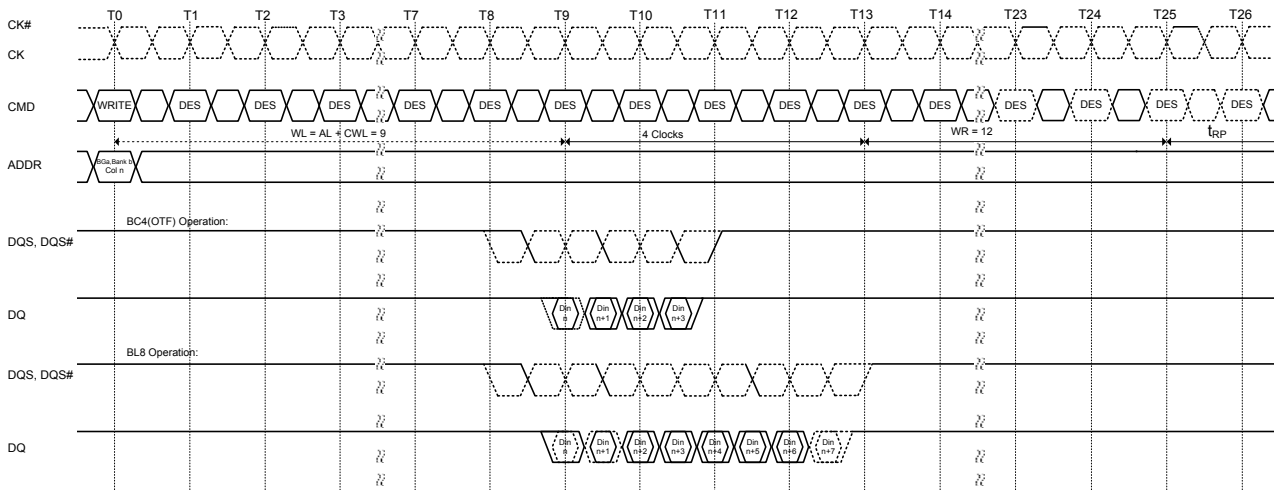 T0 T1 T2 T3 T7 T8 T9 T10 T11 T12 T13 T14 T23 T24 T25 T26
CK#
CK
CMD WRITE DES DES DES DES DES DES DES DES DES DES DES DES DES DES DES
WL = AL + CWL = 9 4 Clocks WR = 12 tRP
ADDR BGa,Bank b
Col n
BC4(OTF) Operation:
DQS, DQS#
DQ Din n Din n+1 Din n+2 Din n+3
BL8 Operation:
DQS, DQS#
DQ Din n Din n+1 Din n+2 Din n+3 Din n+4 Din n+5 Din n+6 Din n+7